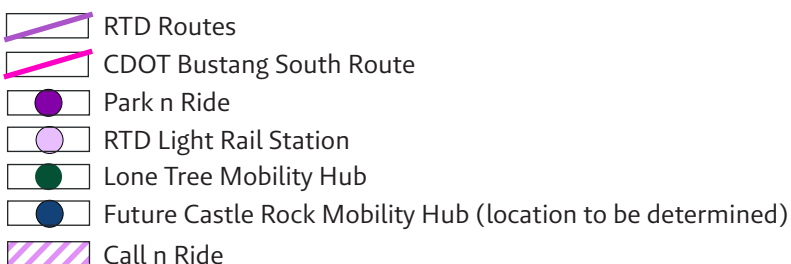 RTD Routes
CDOT Bustang South Route
Park n Ride
RTD Light Rail Station
Lone Tree Mobility Hub
Future Castle Rock Mobility Hub (location to be determined)
Call n Ride